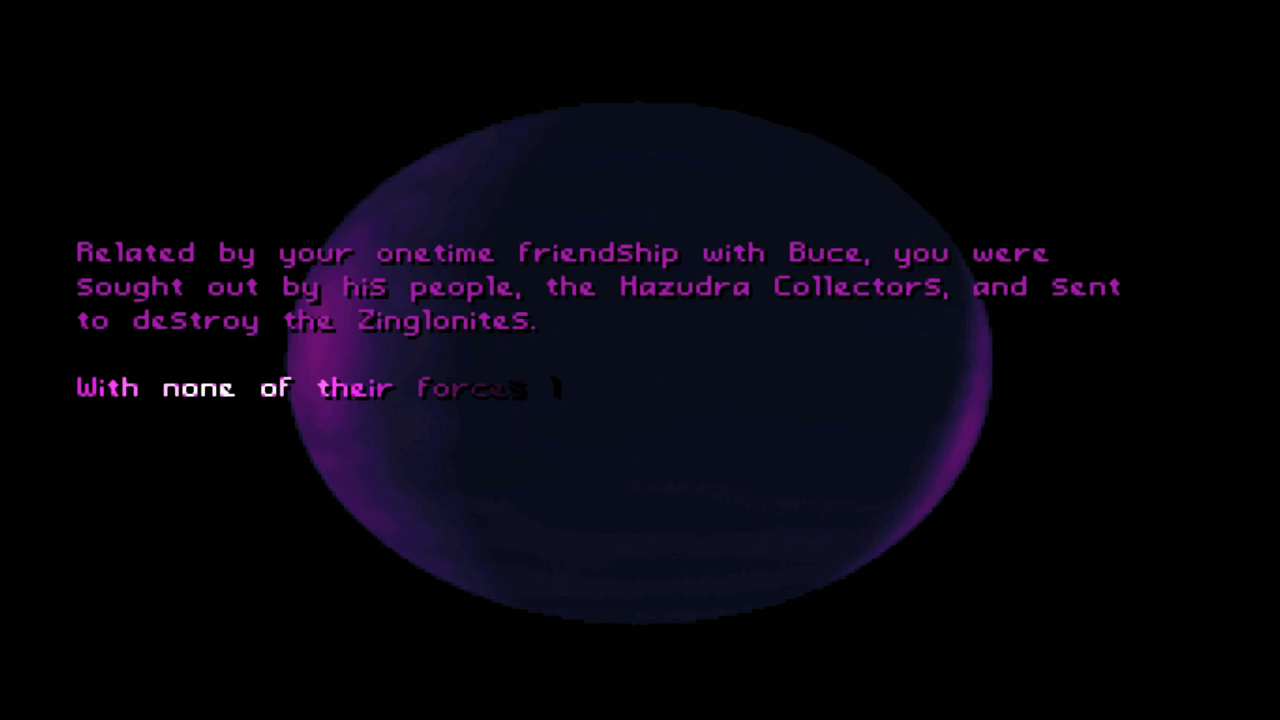 Related by your onetime friendship with Buce, you were
sought out by his people, the Hazudra Collectors, and sent
to destroy the Zinglonites.
With none of their forces